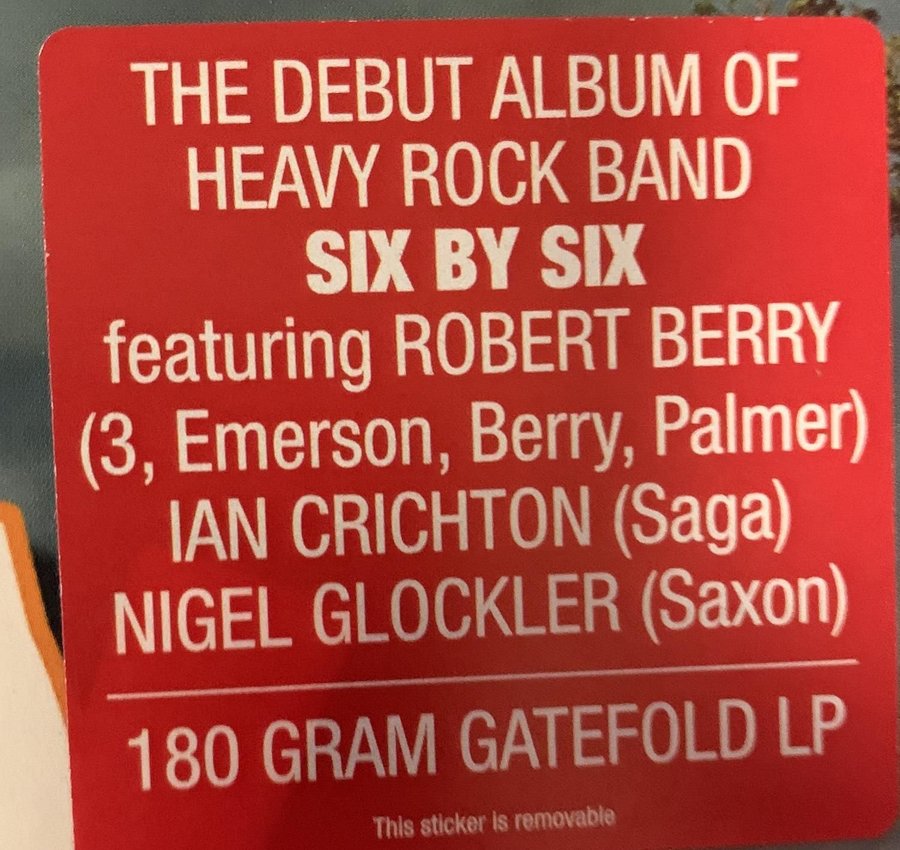 THE DEBUT ALBUM OF
HEAVY ROCK BAND
SIX BY SIX
featuring ROBERT BERRY
(3, Emerson, Berry, Palmer)
IAN CRICHTON (Saga)
NIGEL GLOCKLER (Saxon)
180 GRAM GATEFOLD LP
This sticker is removable